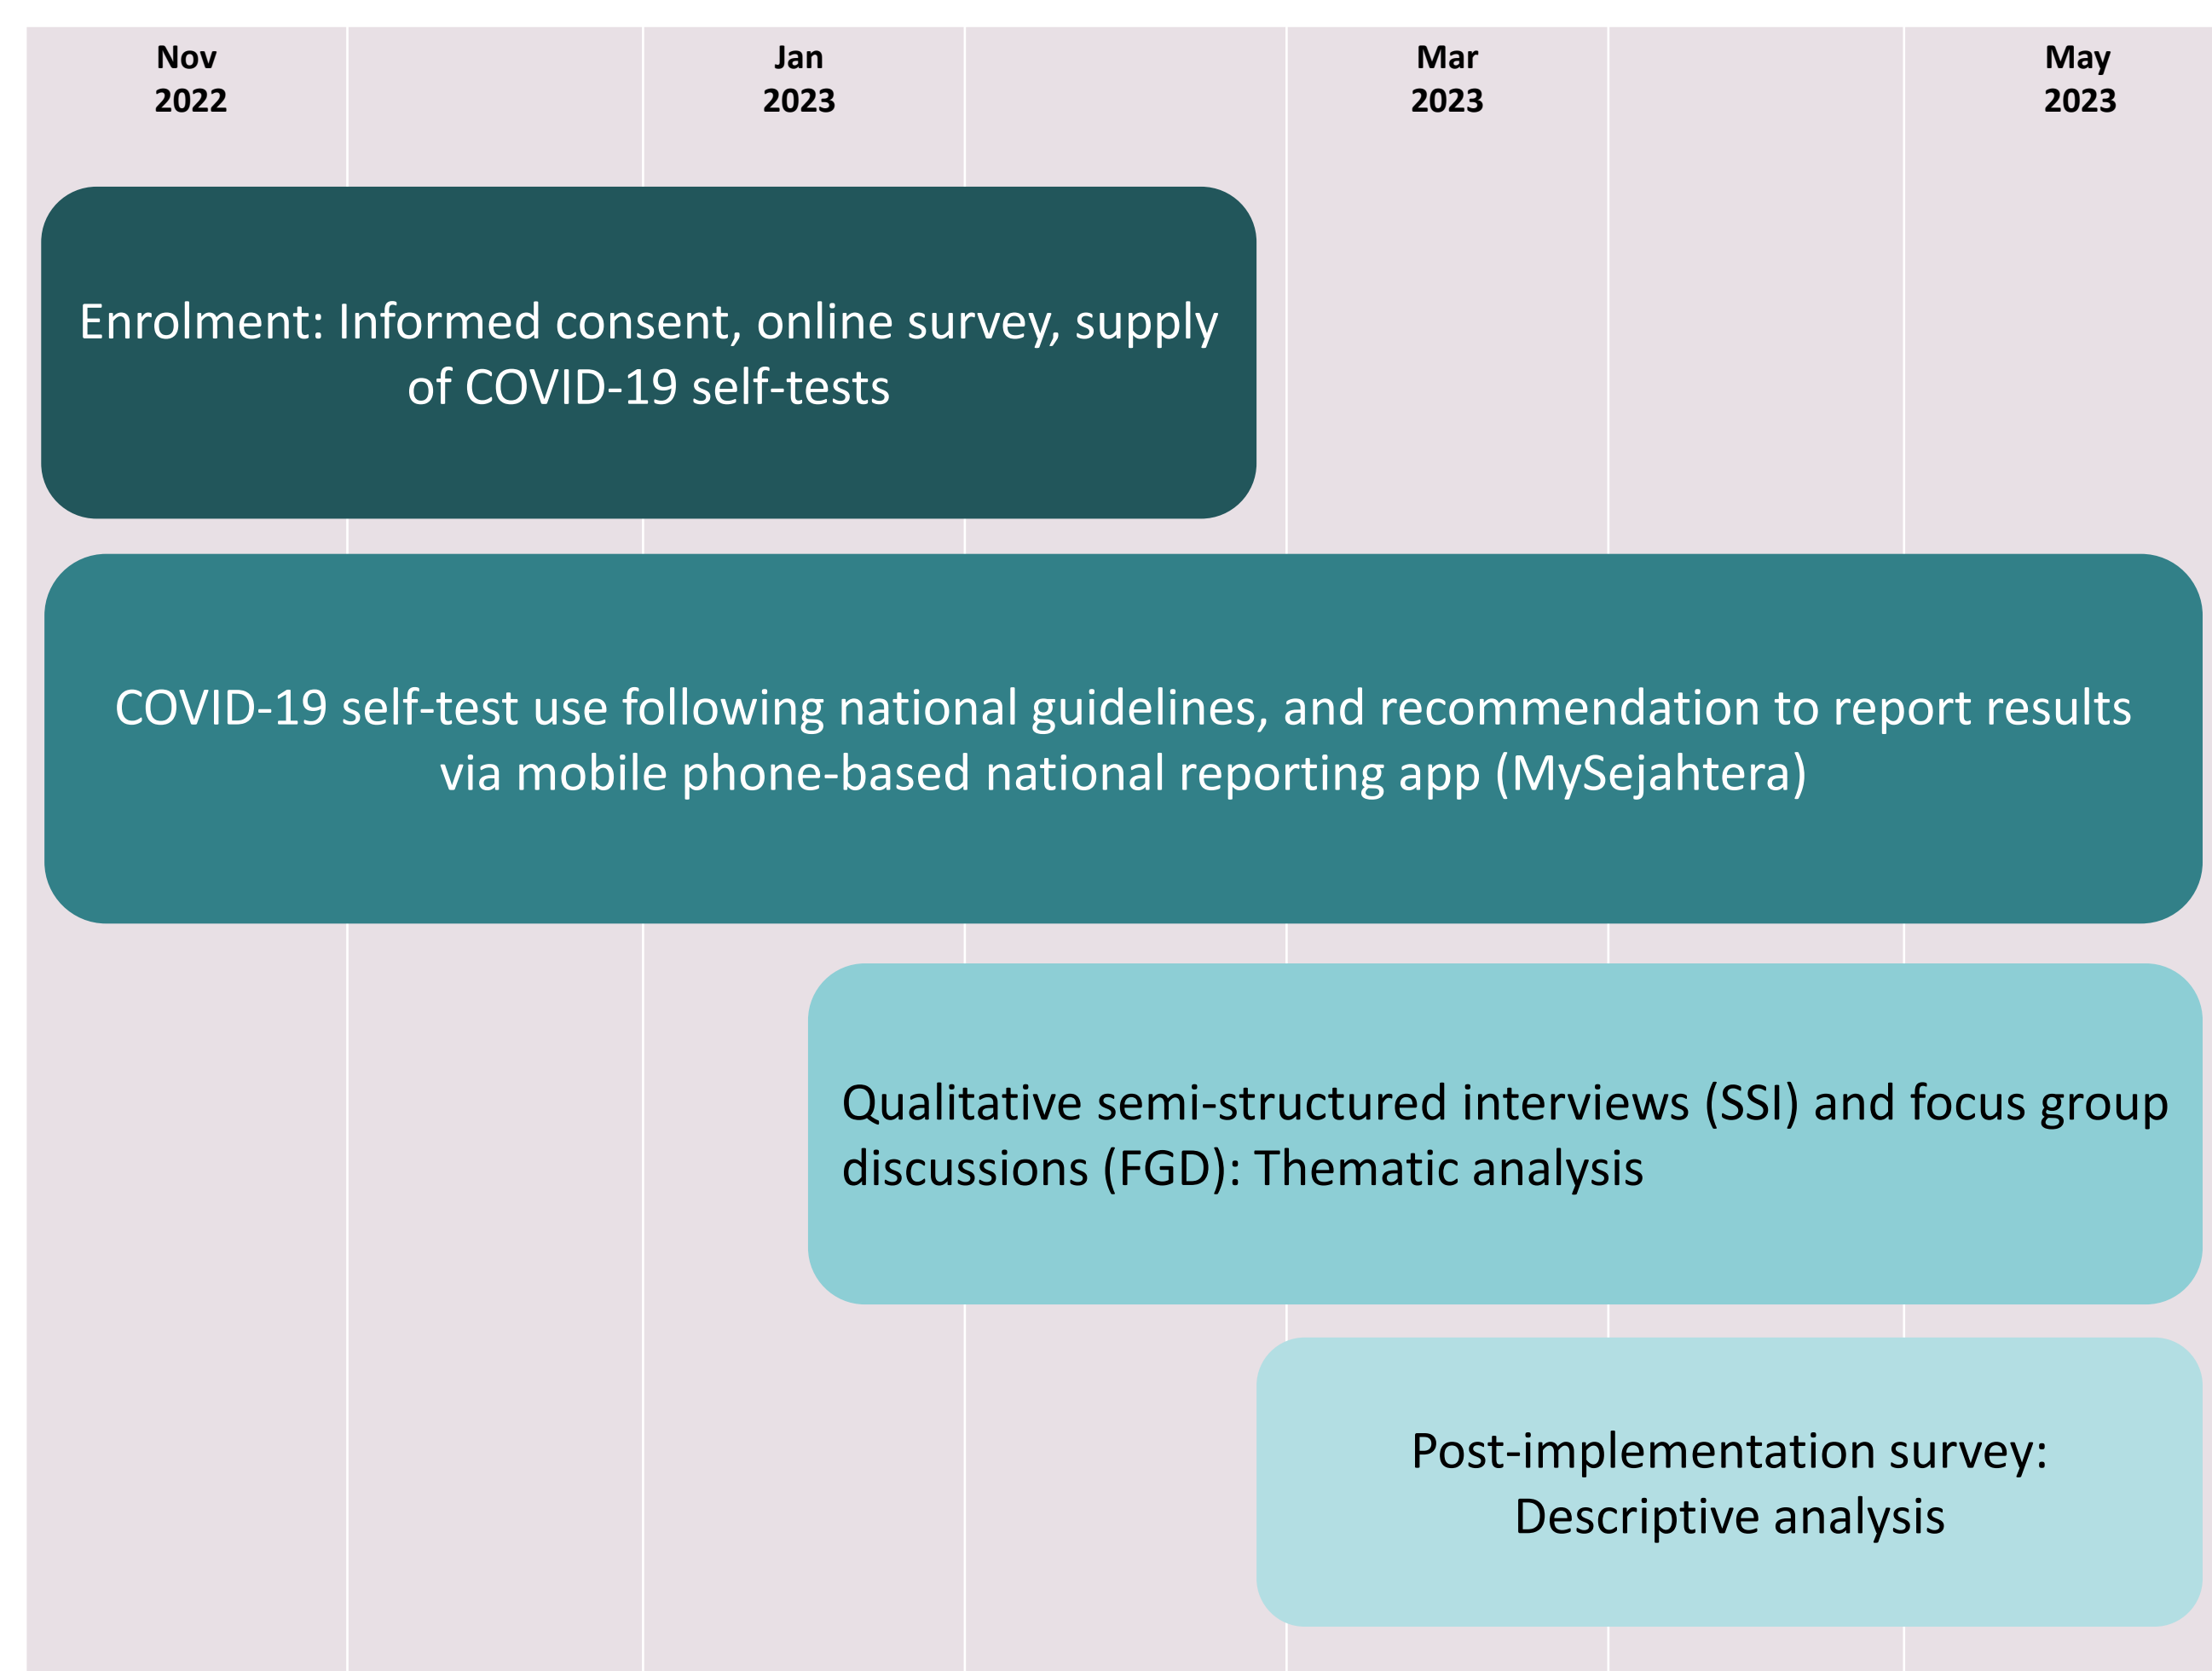 Nov
2022
Jan
2023
Mar
2023
May
2023
Enrolment: Informed consent, online survey, supply
of COVID-19 self-tests
COVID-19 self-test use following national guidelines, and recommendation to report results
via mobile phone-based national reporting app (MySejahtera)
Qualitative semi-structured interviews (SSI) and focus group
discussions (FGD): Thematic analysis
Post-implementation survey:
Descriptive analysis